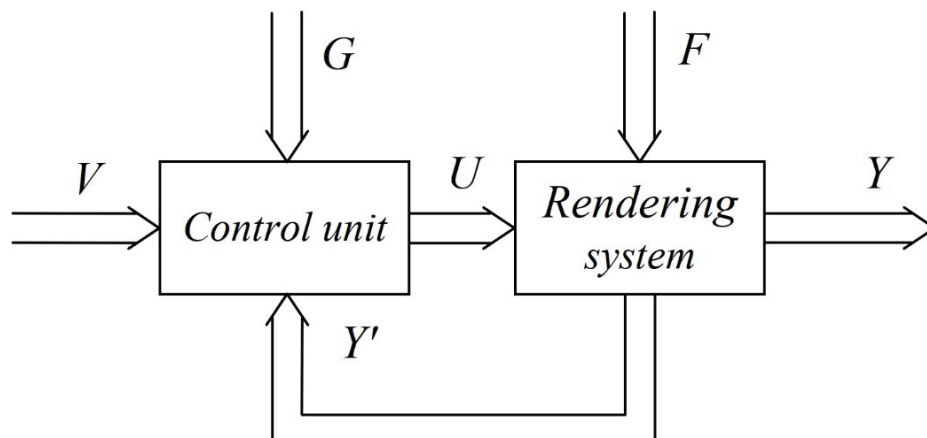 G
F
V
U
Y
Control unit
Rendering
system
Y'